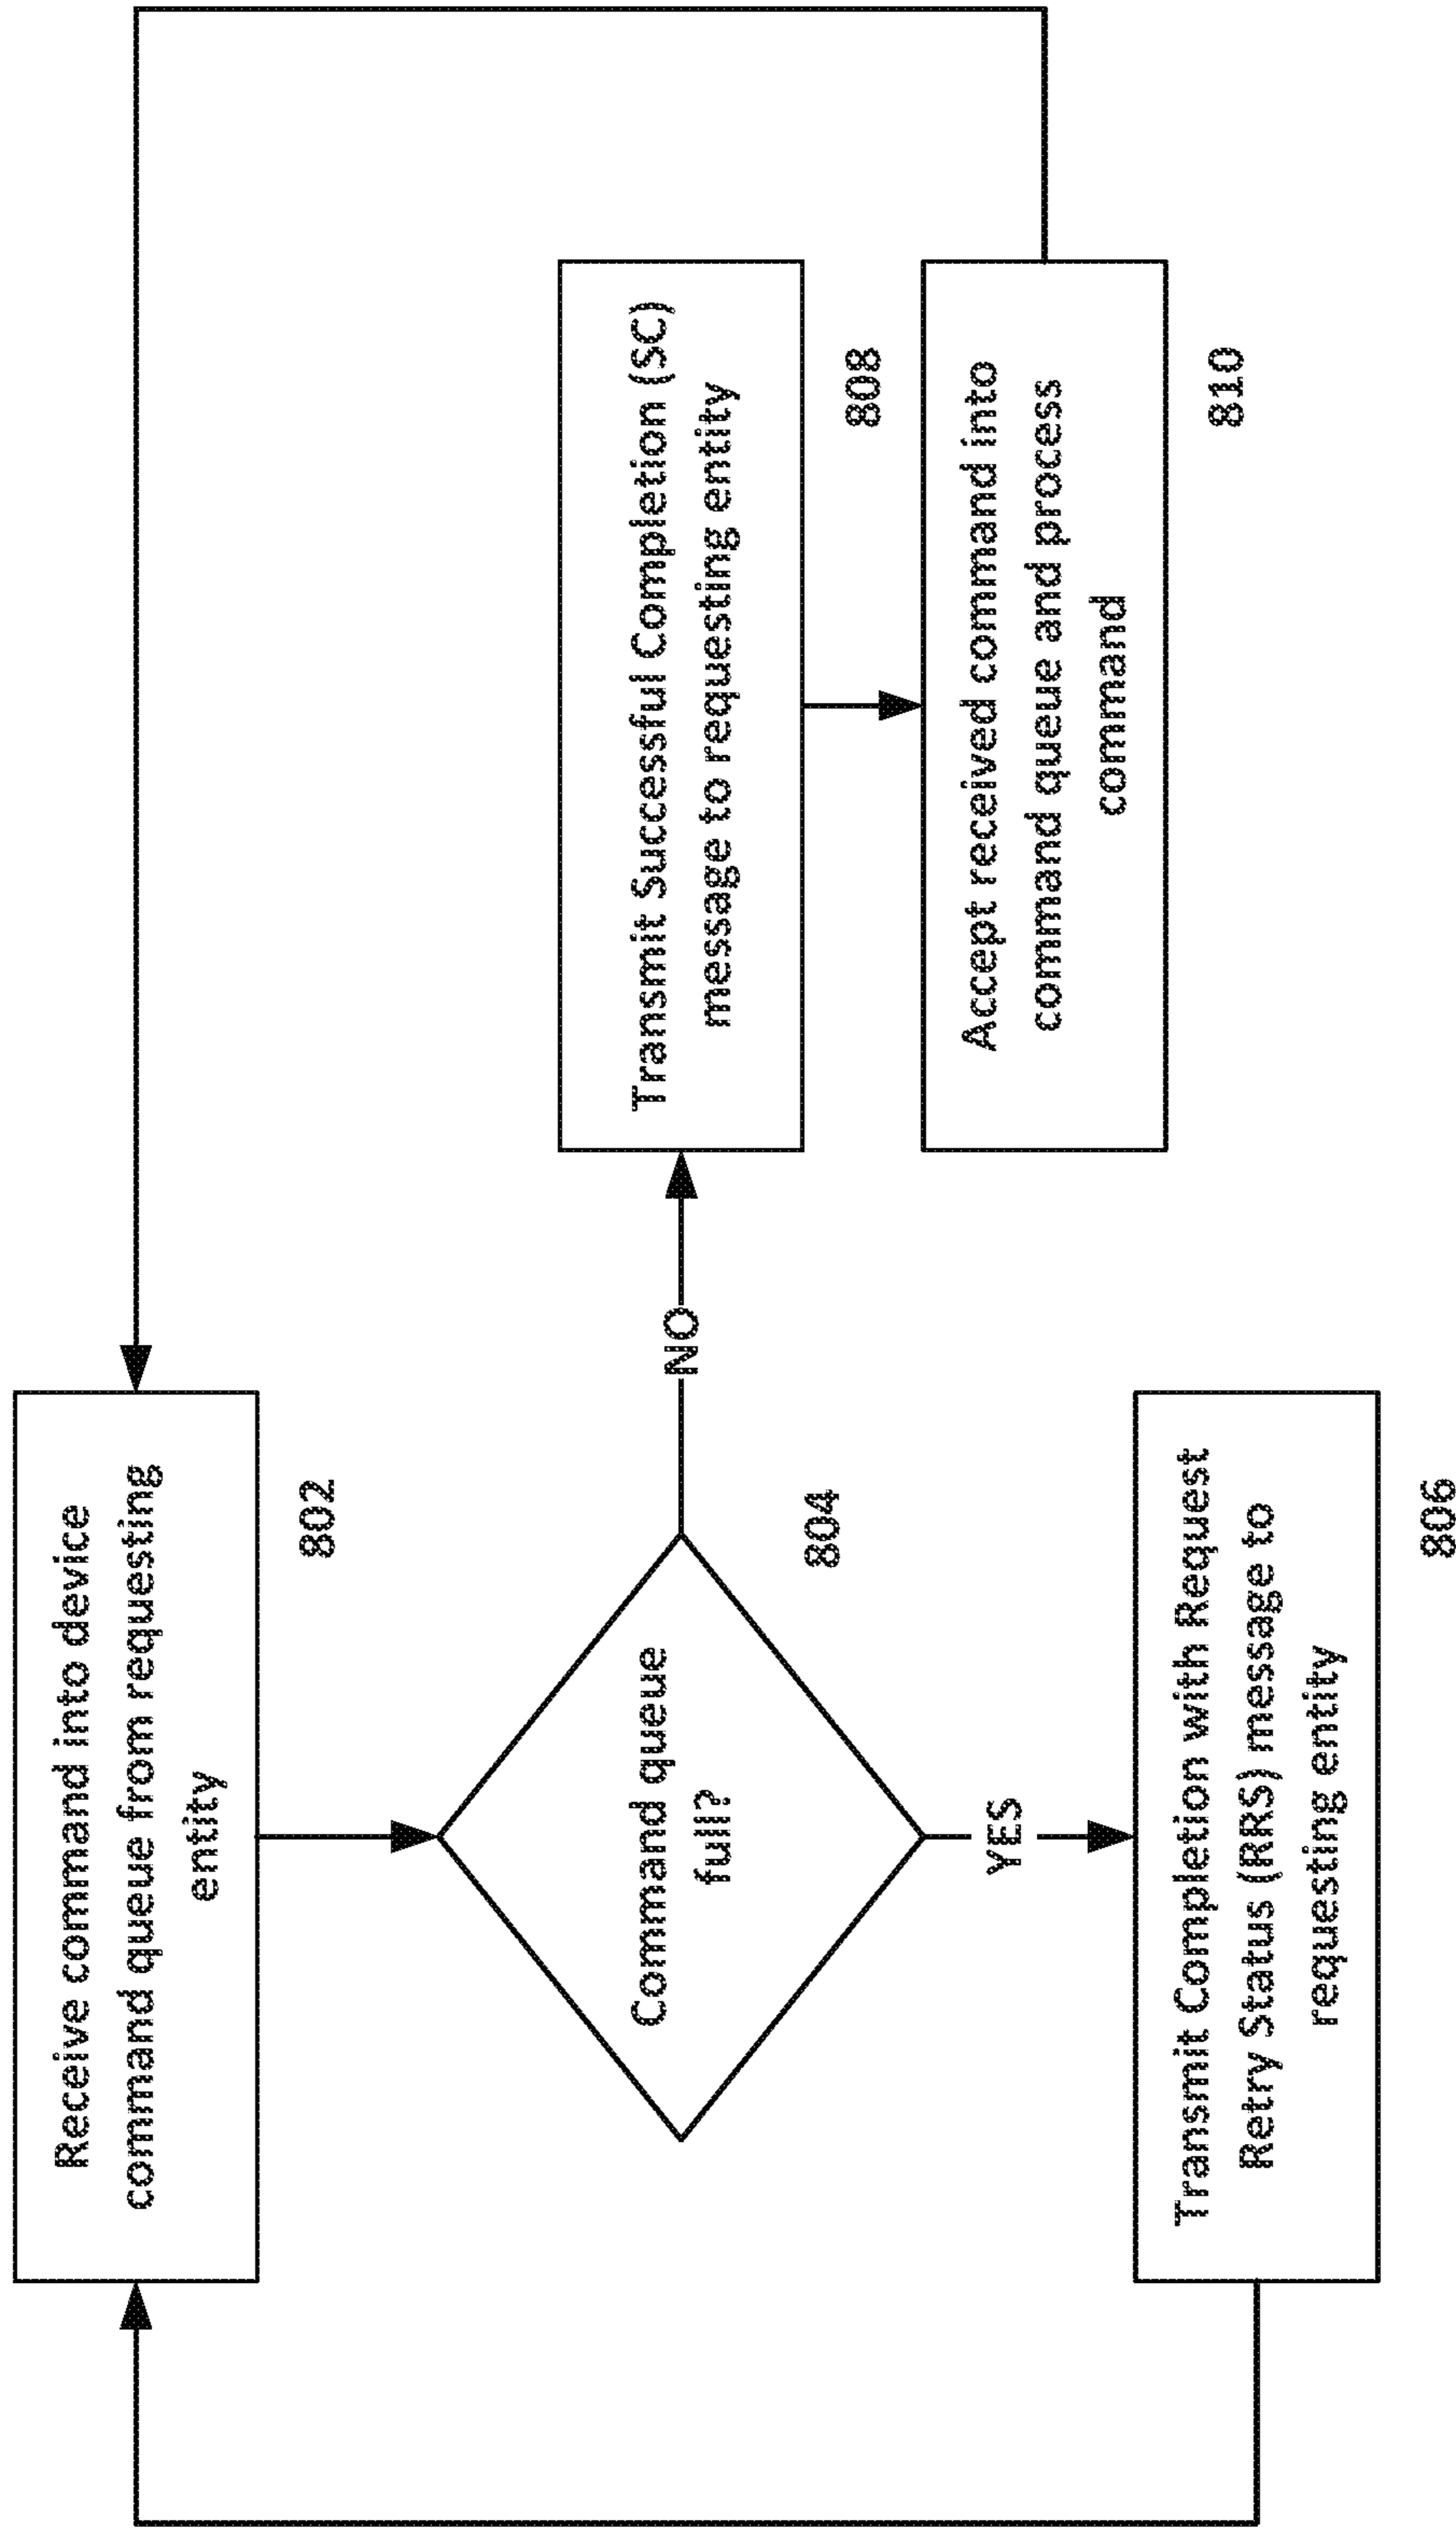 Receive command into device
command queue from requesting
entity
802
Command queue
full?
804
NO
YES
Transmit Successful Completion (SC)
message to requesting entity
808
Accept received command into
command queue and process
command
810
Transmit Completion with Request
Retry Status (RRS) message to
requesting entity
806